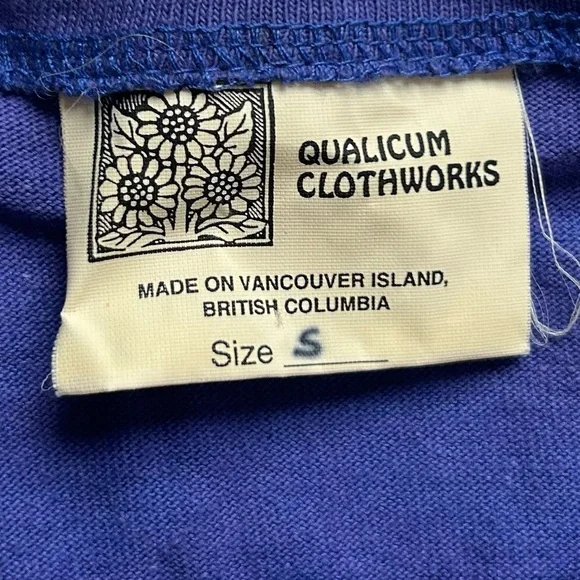 QUALICUM
CLOTHWORKS
MADE ON VANCOUVER ISLAND,
BRITISH COLUMBIA
Size S